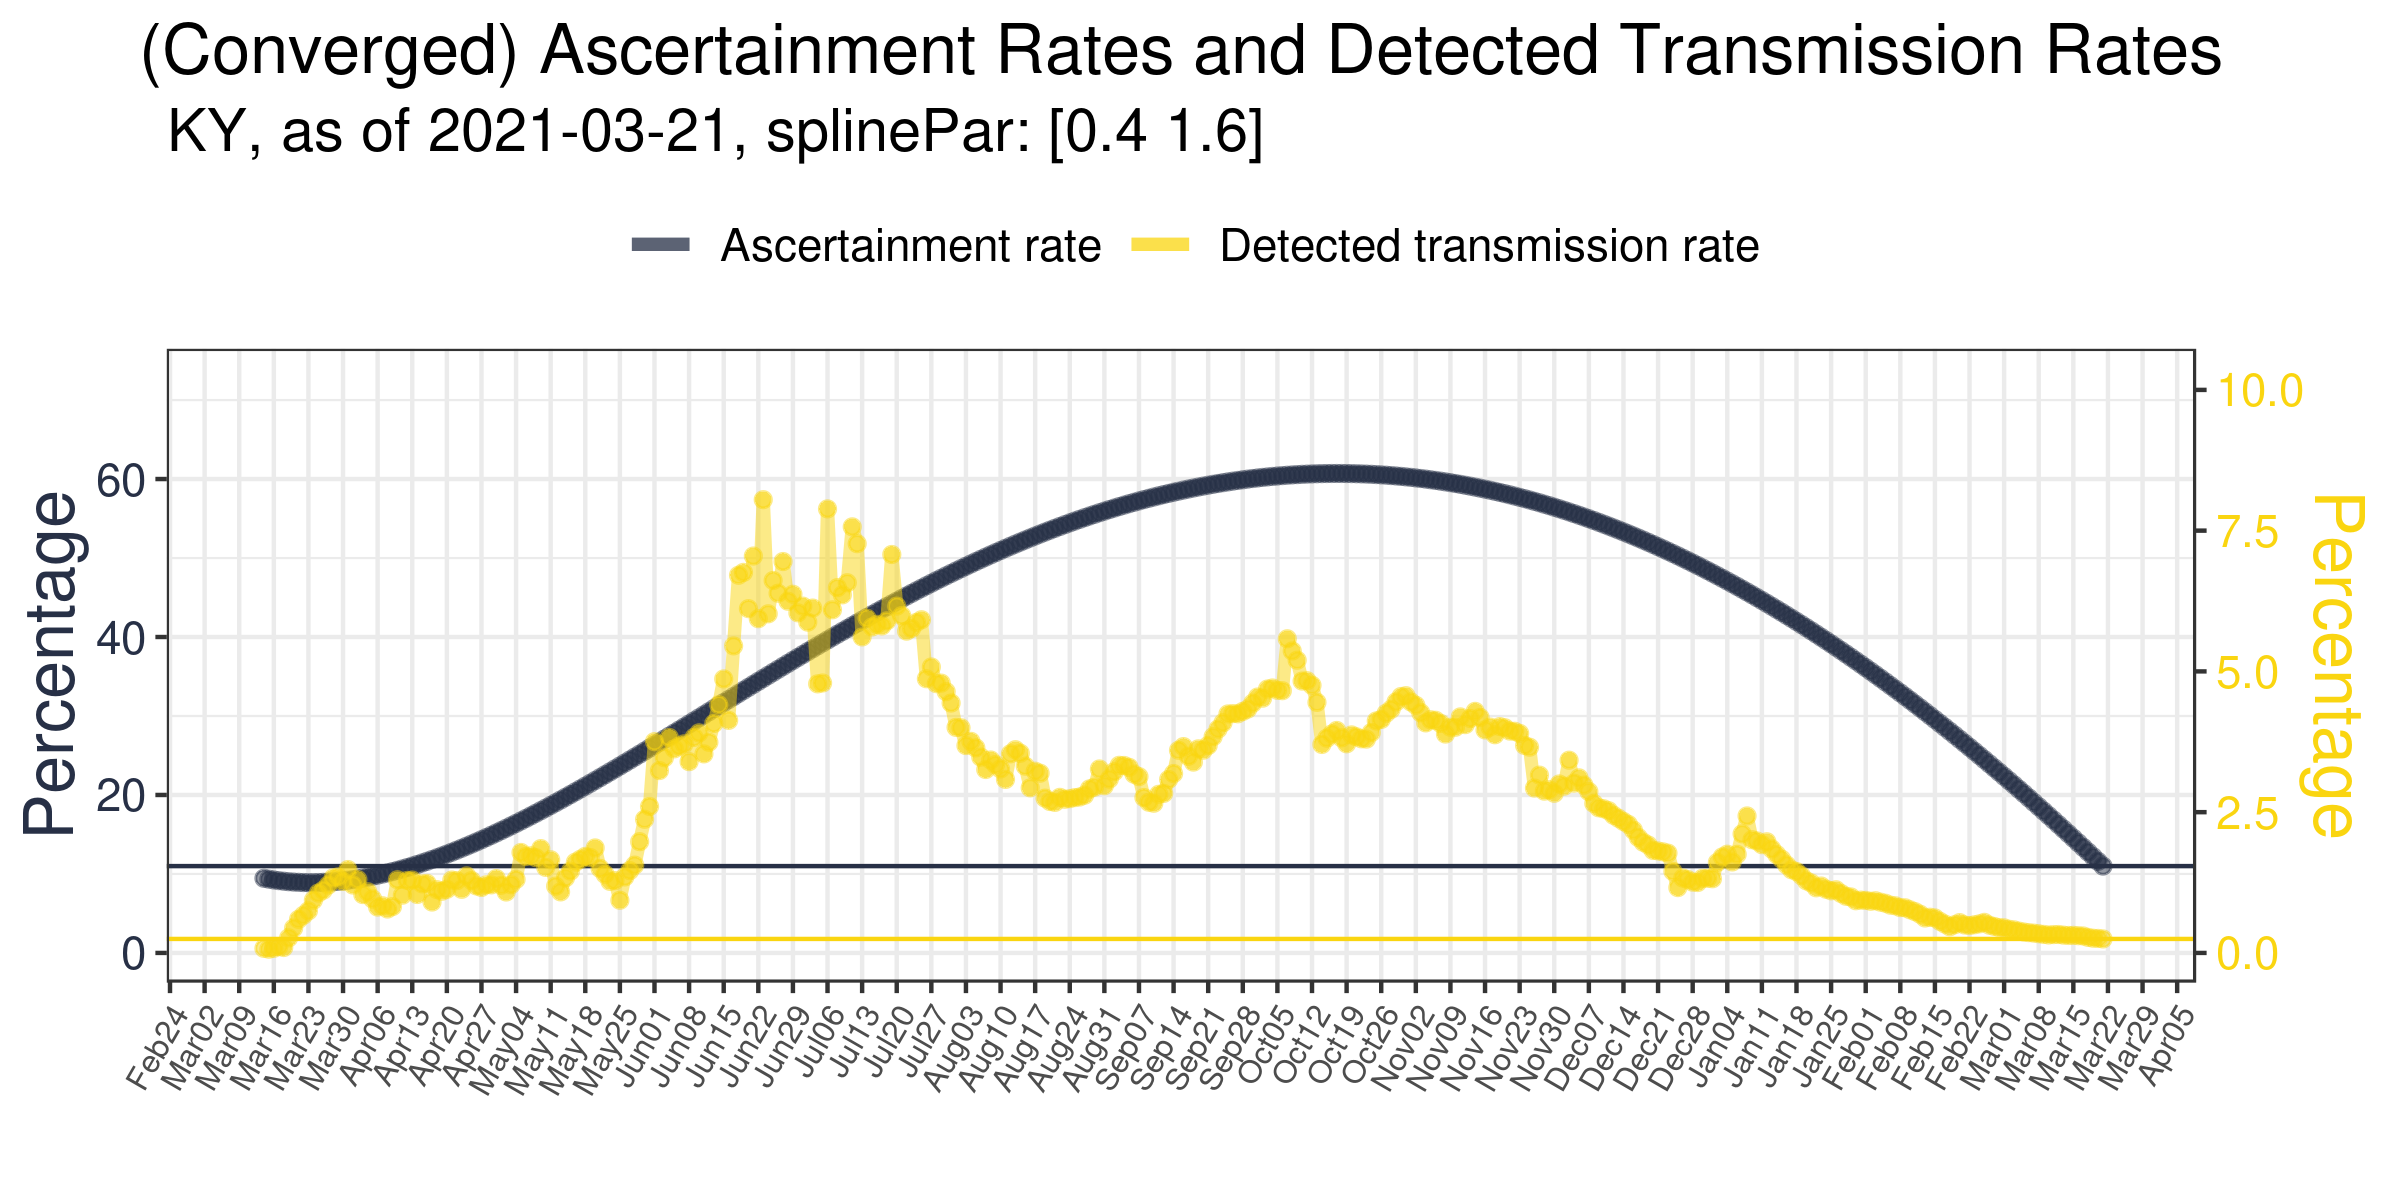 (Converged) Ascertainment Rates and Detected Transmission Rates
KY, as of 2021-03-21, splinePar: [0.4 1.6]
Ascertainment rate
Detected transmission rate
Percentage
60
40
20
0
10.0
7.5
5.0
2.5
0.0
Percentage
Feb24
Mar02
Mar09
Mar16
Mar23
Mar30
Apr06
Apr13
Apr20
Apr27
May04
May11
May18
May25
Jun01
Jun08
Jun15
Jun22
Jun29
Jul06
Jul13
Jul20
Jul27
Aug03
Aug10
Aug17
Aug24
Aug31
Sep07
Sep14
Sep21
Sep28
Oct05
Oct12
Oct19
Oct26
Nov02
Nov09
Nov16
Nov23
Nov30
Dec07
Dec14
Dec21
Dec28
Jan04
Jan11
Jan18
Jan25
Feb01
Feb08
Feb15
Feb22
Mar01
Mar08
Mar15
Mar22
Mar29
Apr05